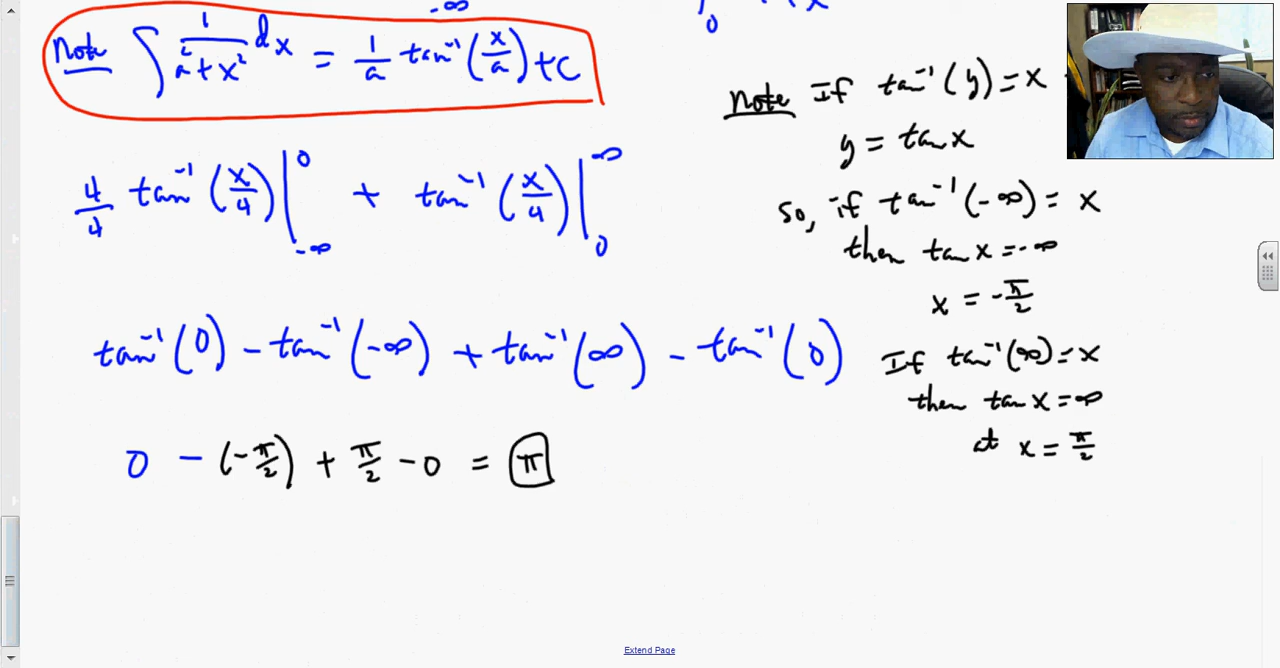 -∞
0
Note ∫ 1/(a² + x²) dx = 1/a tan⁻¹(x/a) + C
4/4 tan⁻¹(x/4) |⁰₋∞ + tan⁻¹(x/4) |^∞₀
tan⁻¹(0) - tan⁻¹(-∞) + tan⁻¹(∞) - tan⁻¹(0)
0 - (-π/2) + π/2 - 0 = π
note If tan⁻¹(y) = x
y = tan x
so, if tan⁻¹(-∞) = x
then tan x = -∞
x = -π/2
If tan⁻¹(∞) = x
then tan x = ∞
at x = π/2
Extend Page